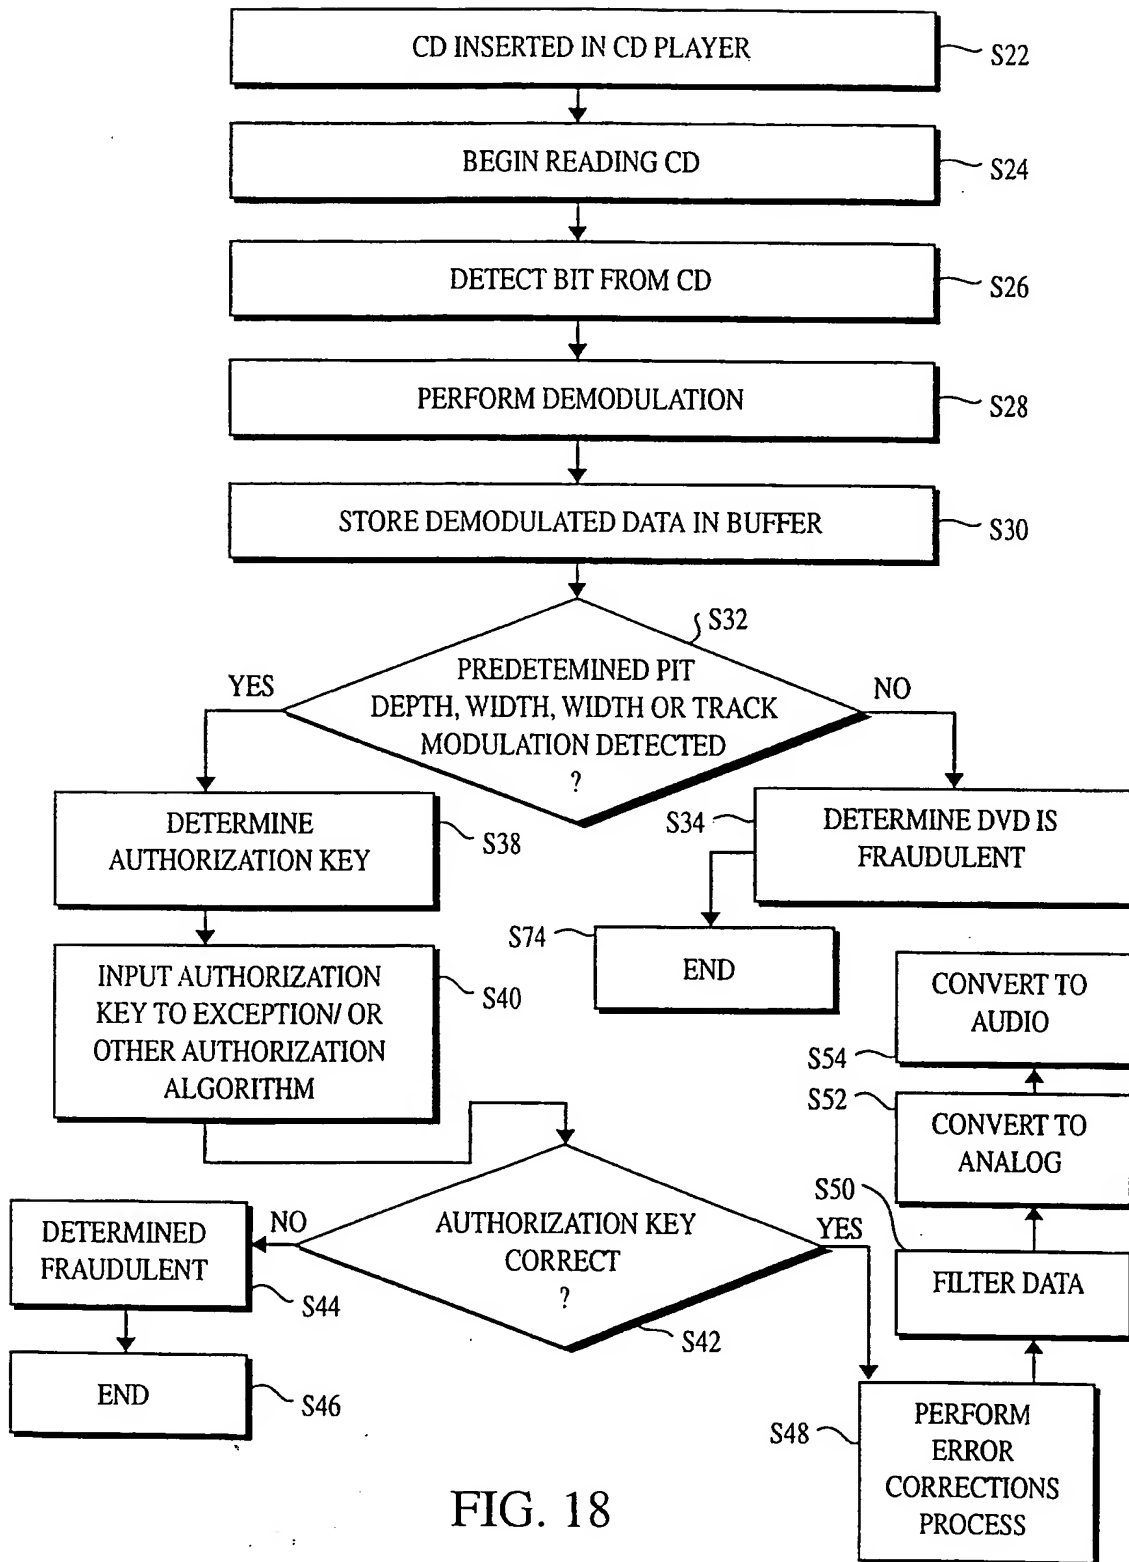 CD INSERTED IN CD PLAYER
S22
BEGIN READING CD
S24
DETECT BIT FROM CD
S26
PERFORM DEMODULATION
S28
STORE DEMODULATED DATA IN BUFFER
S30
S32
PREDETEMINED PIT
DEPTH, WIDTH, WIDTH OR TRACK
MODULATION DETECTED
?
YES
NO
DETERMINE
AUTHORIZATION KEY
S38
S34
DETERMINE DVD IS
FRAUDULENT
S74
END
INPUT AUTHORIZATION
KEY TO EXCEPTION/ OR
OTHER AUTHORIZATION
ALGORITHM
S40
CONVERT TO
AUDIO
S54
S52
CONVERT TO
ANALOG
S50
FILTER DATA
AUTHORIZATION KEY
CORRECT
?
S42
NO
YES
DETERMINED
FRAUDULENT
S44
END
S46
S48
PERFORM
ERROR
CORRECTIONS
PROCESS
FIG. 18